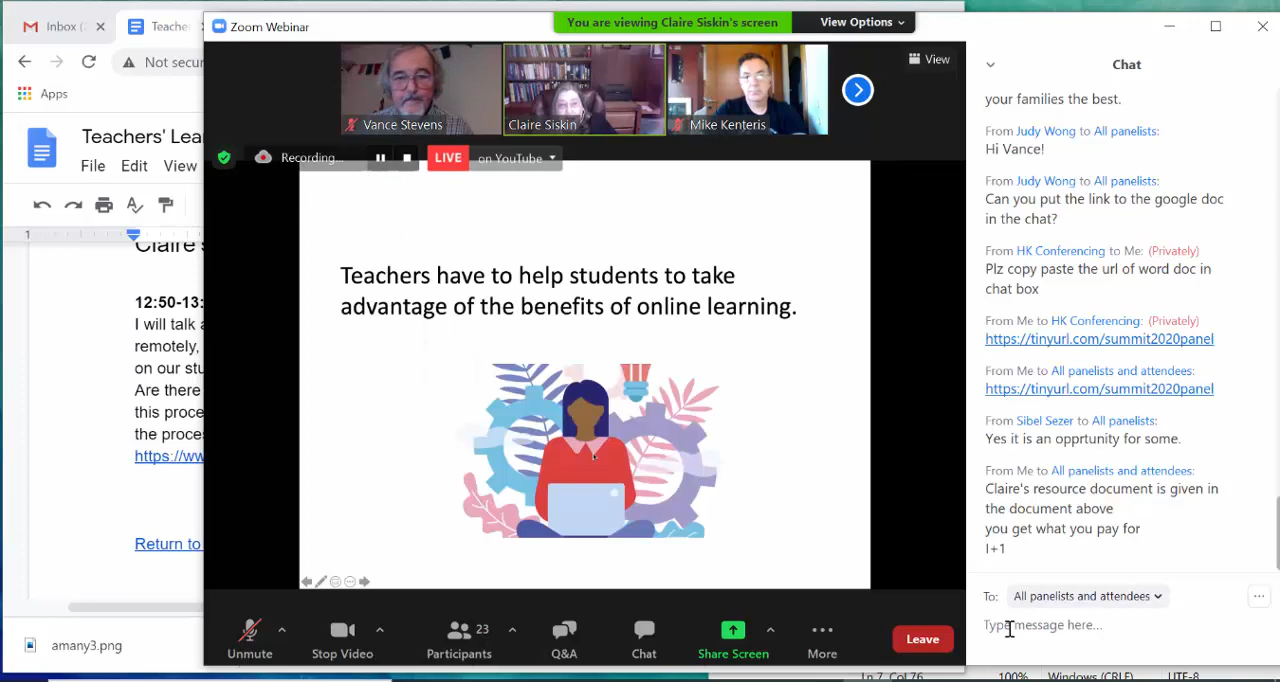 Inbox (
Teache
Zoom Webinar
You are viewing Claire Siskin's screen
View Options
Not secur
Apps
Teachers' Lea
File Edit View
Vance Stevens
Claire Siskin
Mike Kenteris
View
Recording...
LIVE on YouTube
1
Claire's
12:50-13:
I will talk a
remotely,
on our stu
Are there
this proce
the proces
https://ww
Return to
Teachers have to help students to take
advantage of the benefits of online learning.
amany3.png
Unmute
Stop Video
23
Participants
Q&A
Chat
Share Screen
More
Leave
Chat
your families the best.
From Judy Wong to All panelists:
Hi Vance!
From Judy Wong to All panelists:
Can you put the link to the google doc
in the chat?
From HK Conferencing to Me: (Privately)
Plz copy paste the url of word doc in
chat box
From Me to HK Conferencing: (Privately)
https://tinyurl.com/summit2020panel
From Me to All panelists and attendees:
https://tinyurl.com/summit2020panel
From Sibel Sezer to All panelists:
Yes it is an opprtunity for some.
From Me to All panelists and attendees:
Claire's resource document is given in
the document above
you get what you pay for
I+1
To: All panelists and attendees
Type message here...
Ln 7, Col 76
100%
Windows (CRLF)
UTF-8